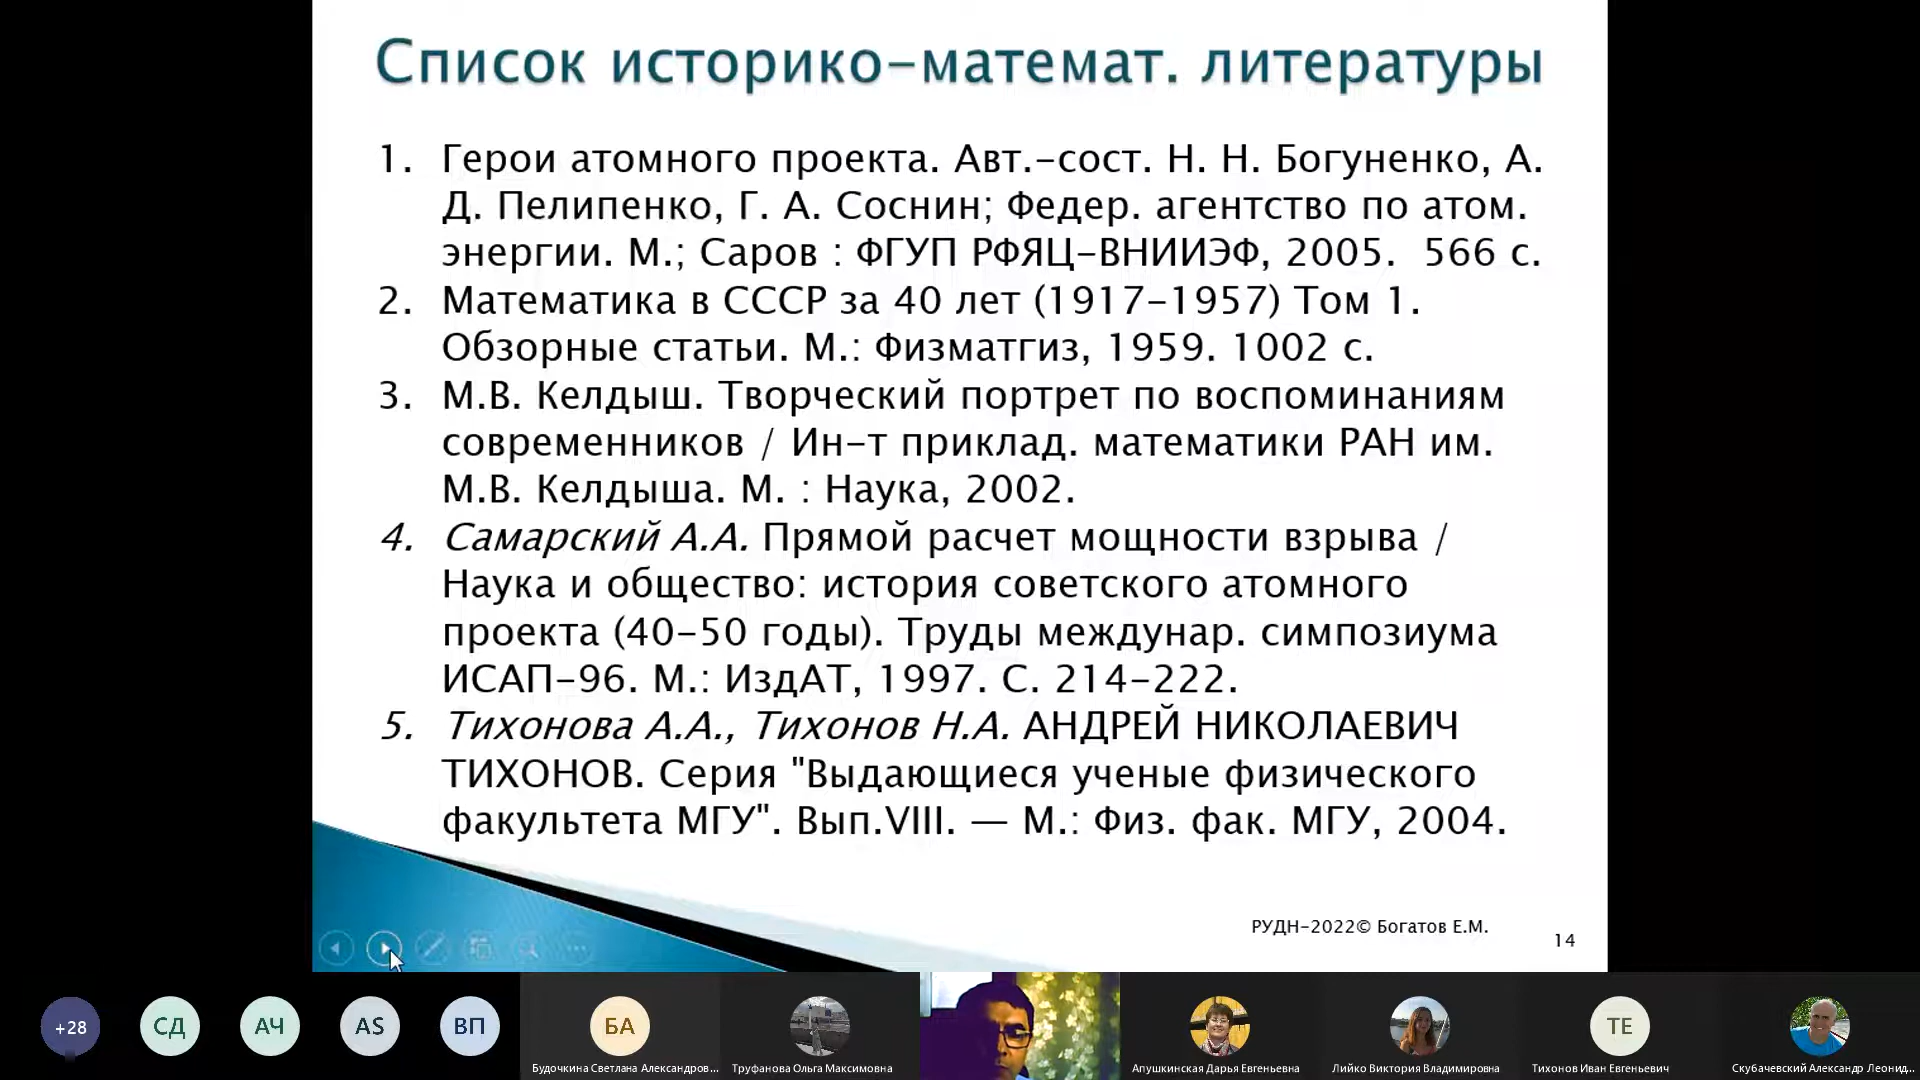 Список историко-математ. литературы
1. Герои атомного проекта. Авт.-сост. Н. Н. Богуненко, А.
Д. Пелипенко, Г. А. Соснин; Федер. агентство по атом.
энергии. М.; Саров : ФГУП РФЯЦ-ВНИИЭФ, 2005. 566 с.
2. Математика в СССР за 40 лет (1917-1957) Том 1.
Обзорные статьи. М.: Физматгиз, 1959. 1002 с.
3. М.В. Келдыш. Творческий портрет по воспоминаниям
современников / Ин-т приклад. математики РАН им.
М.В. Келдыша. М. : Наука, 2002.
4. Самарский А.А. Прямой расчет мощности взрыва /
Наука и общество: история советского атомного
проекта (40-50 годы). Труды междунар. симпозиума
ИСАП-96. М.: ИздАТ, 1997. С. 214-222.
5. Тихонова А.А., Тихонов Н.А. АНДРЕЙ НИКОЛАЕВИЧ
ТИХОНОВ. Серия "Выдающиеся ученые физического
факультета МГУ". Вып.VIII. — М.: Физ. фак. МГУ, 2004.
РУДН-2022© Богатов Е.М.
14
+28 СД АЧ AS ВП БА ТЕ
Будочкина Светлана Александров... Труфанова Ольга Максимовна Апушкинская Дарья Евгеньевна Лийко Виктория Владимировна Тихонов Иван Евгеньевич Скубачевский Александр Леонид...